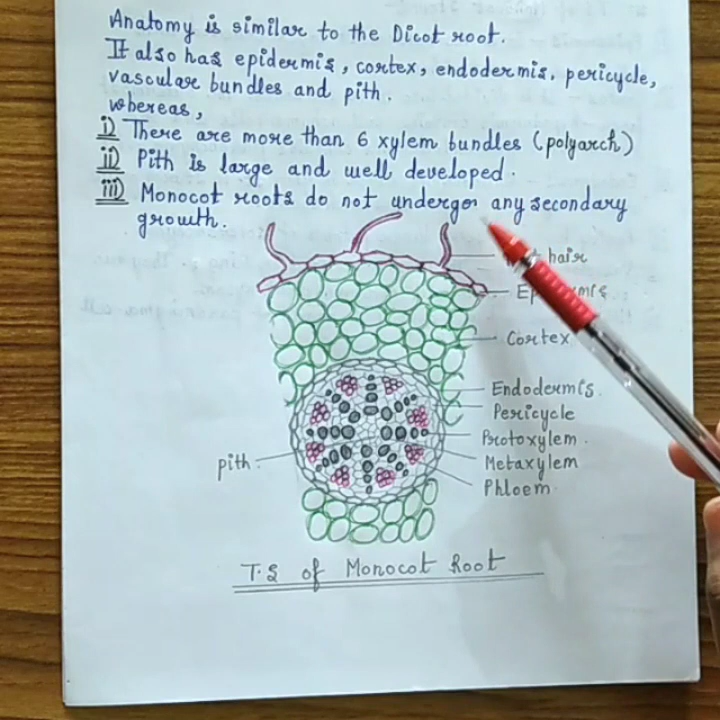 Anatomy is similar to the Dicot root.
It also has epidermis, cortex, endodermis, pericycle,
vascular bundles and pith.
whereas,
i) There are more than 6 xylem bundles (polyarch)
ii) Pith is large and well developed.
iii) Monocot roots do not undergo any secondary
growth.
hair
Cortex
Endodermis.
Pericycle
Protoxylem.
pith.
Metaxylem
Phloem.
T.S of Monocot Root